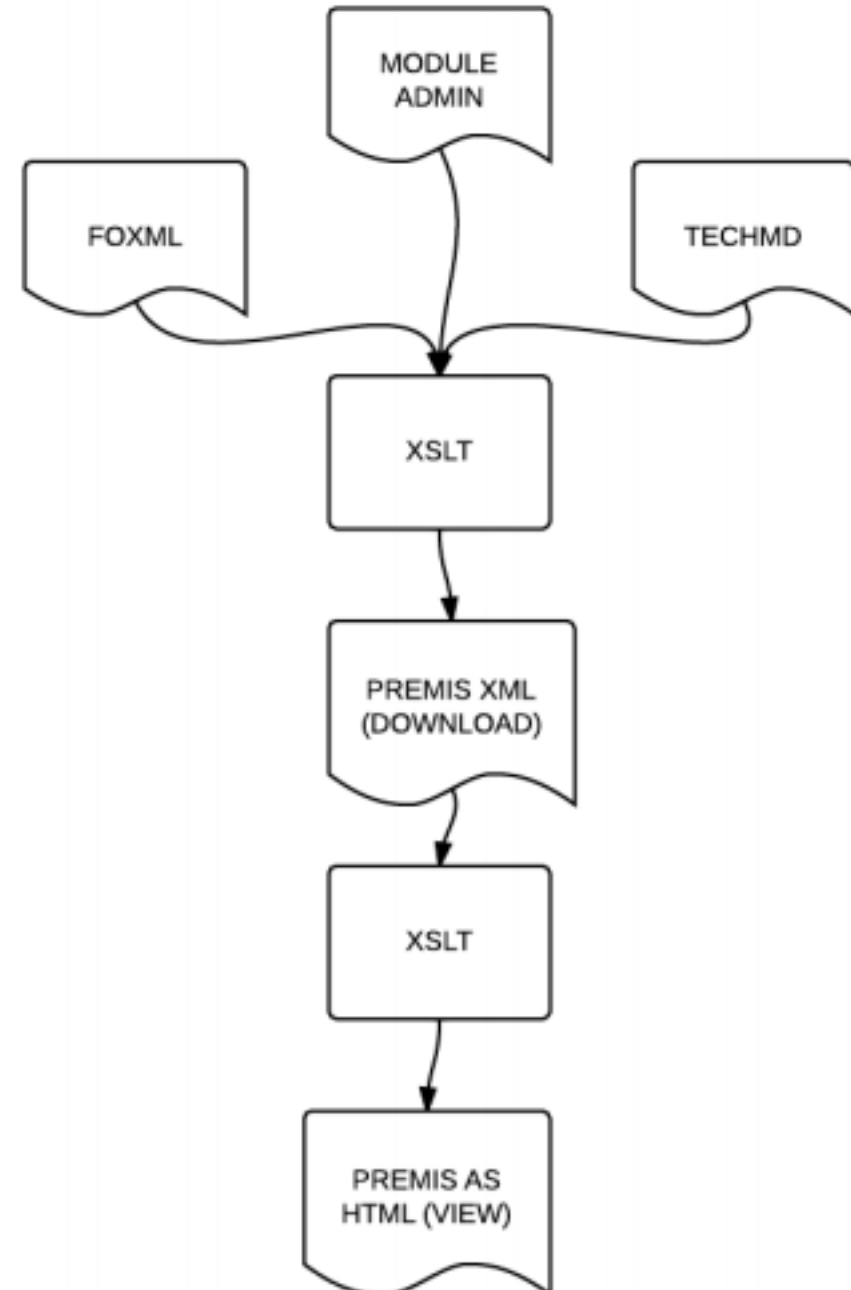 MODULE
ADMIN
FOXML
TECHMD
XSLT
PREMIS XML
(DOWNLOAD)
XSLT
PREMIS AS
HTML (VIEW)